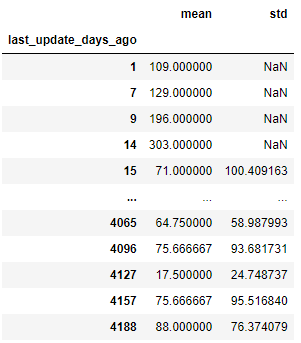 mean std
last_update_days_ago
1 109.000000 NaN
7 129.000000 NaN
9 196.000000 NaN
14 303.000000 NaN
15 71.000000 100.409163
... ... ...
4065 64.750000 58.987993
4096 75.666667 93.681731
4127 17.500000 24.748737
4157 75.666667 95.516840
4188 88.000000 76.374079